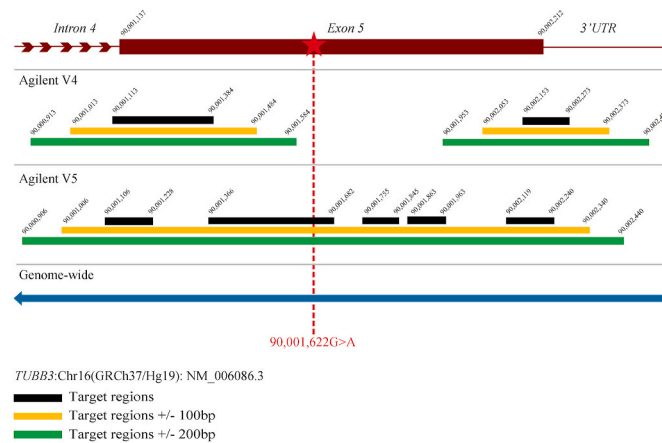 Intron 4 Exon 5 3'UTR
90,001,137 90,002,212
Agilent V4
90,000,913 90,001,013 90,001,113 90,001,384 90,001,484 90,001,584 90,001,953 90,002,053 90,002,153 90,002,273 90,002,373
Agilent V5
90,000,906 90,001,006 90,001,106 90,001,228 90,001,366 90,001,682 90,001,755 90,001,845 90,001,863 90,001,963 90,002,119 90,002,240 90,002,340 90,002,440
Genome-wide
90,001,622G>A
TUBB3:Chr16(GRCh37/Hg19): NM_006086.3
Target regions
Target regions +/- 100bp
Target regions +/- 200bp